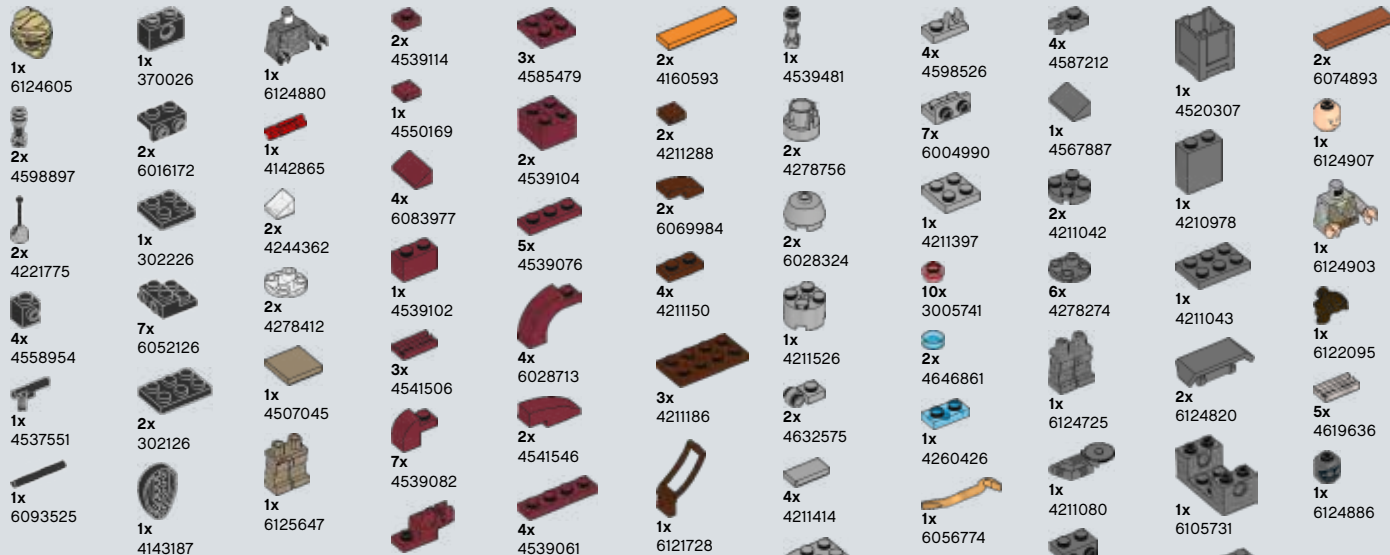 1x
6124605
2x
4598897
2x
4221775
4x
4558954
1x
4537551
1x
6093525
1x
370026
2x
6016172
1x
302226
7x
6052126
2x
302126
1x
4143187
1x
6124880
1x
4142865
2x
4244362
2x
4278412
1x
4507045
1x
6125647
2x
4539114
1x
4550169
4x
6083977
1x
4539102
3x
4541506
7x
4539082
3x
4585479
2x
4539104
5x
4539076
4x
6028713
2x
4541546
4x
4539061
2x
4160593
2x
4211288
2x
6069984
4x
4211150
3x
4211186
1x
6121728
1x
4539481
2x
4278756
2x
6028324
1x
4211526
2x
4632575
4x
4211414
4x
4598526
7x
6004990
1x
4211397
10x
3005741
2x
4646861
1x
4260426
1x
6056774
4x
4587212
1x
4567887
2x
4211042
6x
4278274
1x
6124725
1x
4211080
1x
4520307
1x
4210978
1x
4211043
2x
6124820
1x
6105731
2x
6074893
1x
6124907
1x
6124903
1x
6122095
5x
4619636
1x
6124886